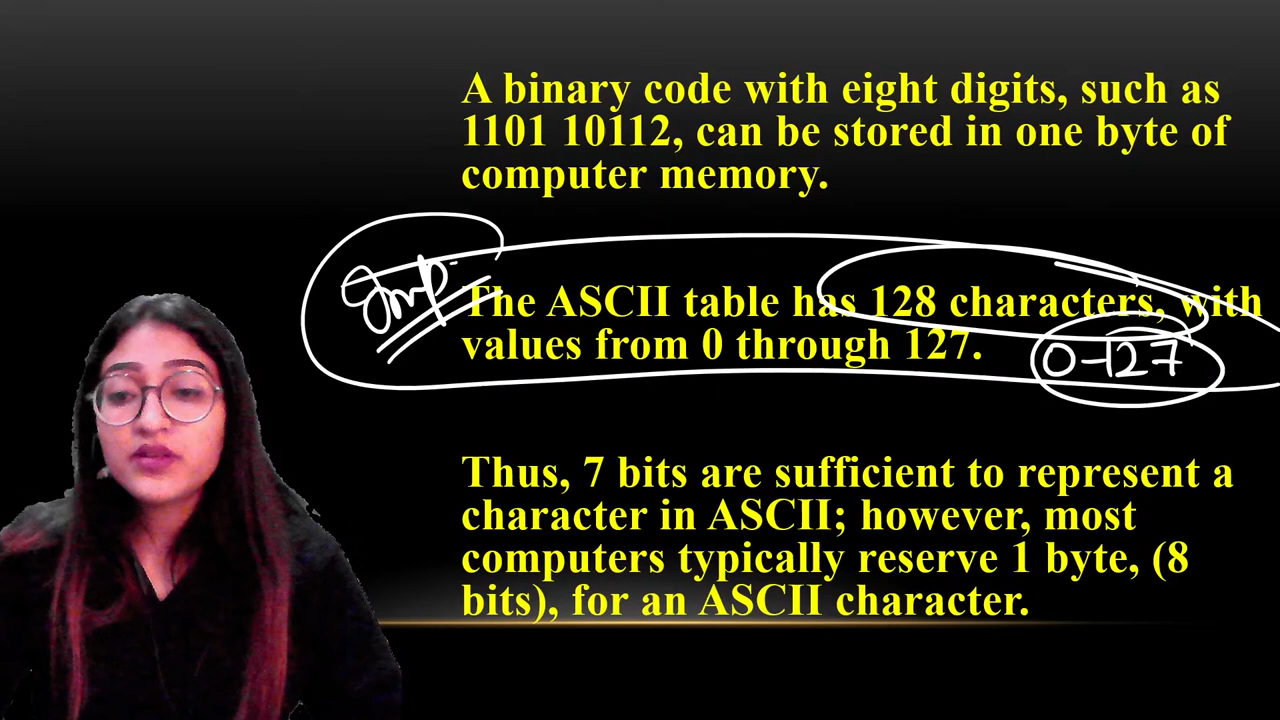 A binary code with eight digits, such as
1101 10112, can be stored in one byte of
computer memory.
Imp.
The ASCII table has 128 characters, with
values from 0 through 127.
0-127
Thus, 7 bits are sufficient to represent a
character in ASCII; however, most
computers typically reserve 1 byte, (8
bits), for an ASCII character.